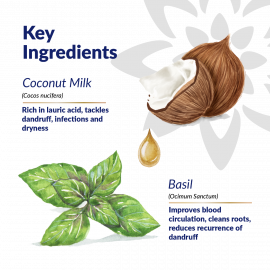 Key
Ingredients
Coconut Milk
(Cocos nucifera)
Rich in lauric acid, tackles
dandruff, infections and
dryness
Basil
(Ocimum Sanctum)
Improves blood
circulation, cleans roots,
reduces recurrence of
dandruff